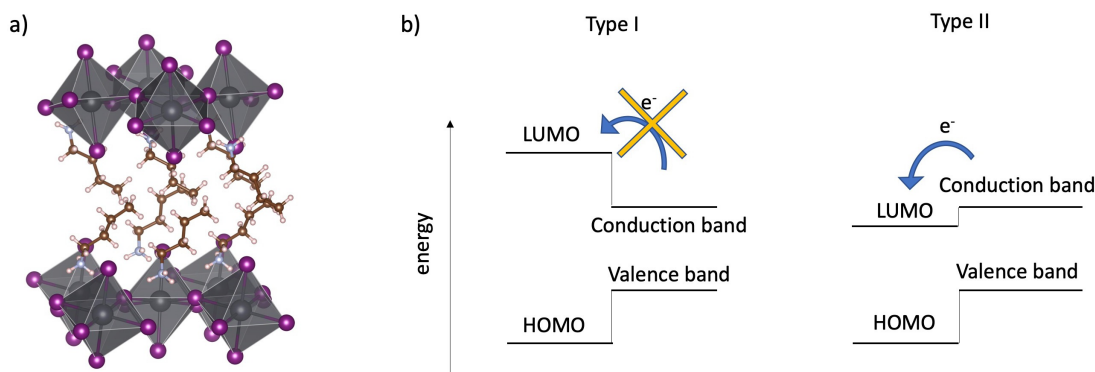 a)
b)
Type I
Type II
e-
LUMO
e-
Conduction band
LUMO
Conduction band
energy
Valence band
Valence band
HOMO
HOMO